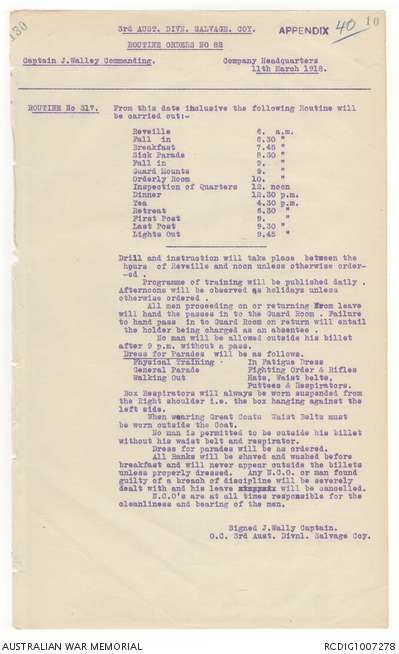 130
3rd AUST. DIVN. SALVAGE. COY. APPENDIX 40 10
ROUTINE ORDERS NO 62
Captain J.Walley Commanding. Company Headquarters
11th March 1918.
ROUTINE No 317. From this date inclusive the following Routine will
be carried out:-
Reveille 6. a.m.
Fall in 6.30 "
Breakfast 7.45 "
Sick Parade 8.30 "
Fall in 9. "
Guard Mounts 9. "
Orderly Room 10. "
Inspection of Quarters 12. noon
Dinner 12.30 p.m.
Tea 4.30 p.m.
Retreat 6.30 "
First Post 9. "
Last Post 9.30 "
Lights Out 9.45 "
Drill and instruction will take place between the
hours of Reveille and noon unless otherwise order-
-ed .
Programme of training will be published daily .
Afternoons will be observed as holidays unless
otherwise ordered .
All men proceeding on or returning from leave
will hand the passes in to the Guard Room . Failure
to hand pass in to Guard Room on return will entail
the holder being charged as an absentee .
No man will be allowed outside his billet
after 9 p.m. without a pass.
Dress for Parades will be as follows.
Physical Training - In Fatigue Dress
General Parade Fighting Order & Rifles
Walking Out Hats, Waist belts,
Puttees & Respirators.
Box Respirators will always be worn suspended from
the Right shoulder i.e. the box hanging against the
left side.
When wearing Great Coats Waist Belts must
be worn outside the Coat.
No man is permitted to be outside his billet
without his waist belt and respirator.
Dress for parades will be as ordered.
All Ranks will be shaved and washed before
breakfast and will never appear outside the billets
unless properly dressed. Any N.C.O. or man found
guilty of a breach of discipline will be severely
dealt with and his leave will be cancelled.
N.C.O's are at all times responsible for the
cleanliness and bearing of the men.
Signed J.Wally Captain.
O.C. 3rd Aust. Divnl. Salvage Coy.
AUSTRALIAN WAR MEMORIAL RCDIG1007278